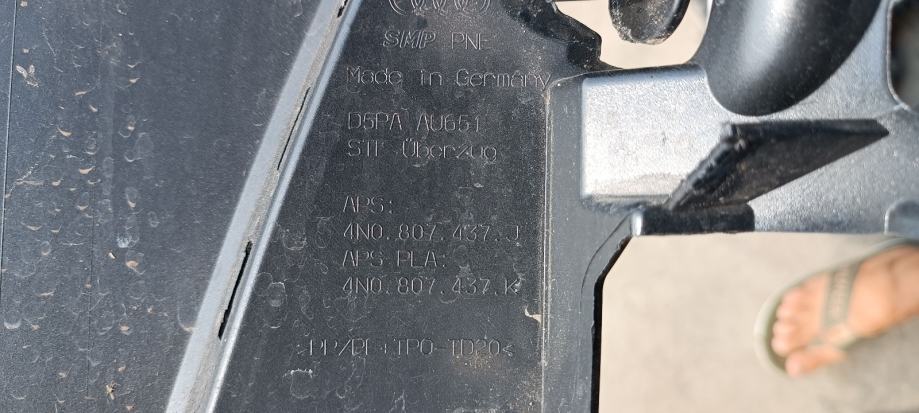 SMP PNE
Made in Germany
D5PA AU651
STF Überzug
APS:
4N0.807.437.J
APS PLA:
4N0.807.437.K
>PP/PE+TPO-TD20<